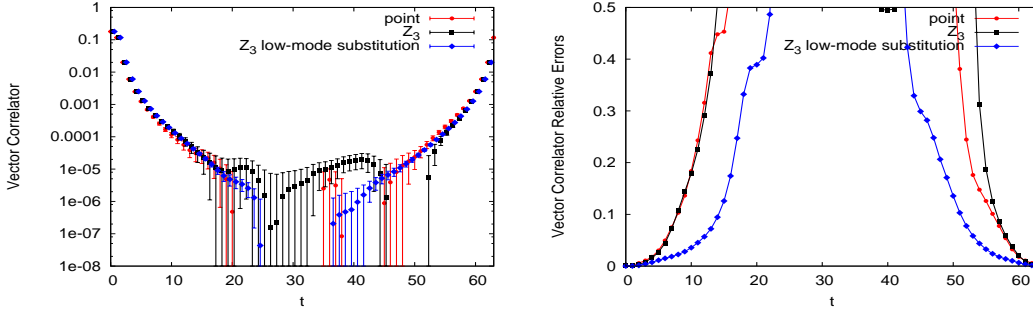 point
Z3
Z3 low-mode substitution
Vector Correlator
1
0.1
0.01
0.001
0.0001
1e-05
1e-06
1e-07
1e-08
0 10 20 30 40 50 60
t
point
Z3
Z3 low-mode substitution
Vector Correlator Relative Errors
0.5
0.4
0.3
0.2
0.1
0
0 10 20 30 40 50 60
t